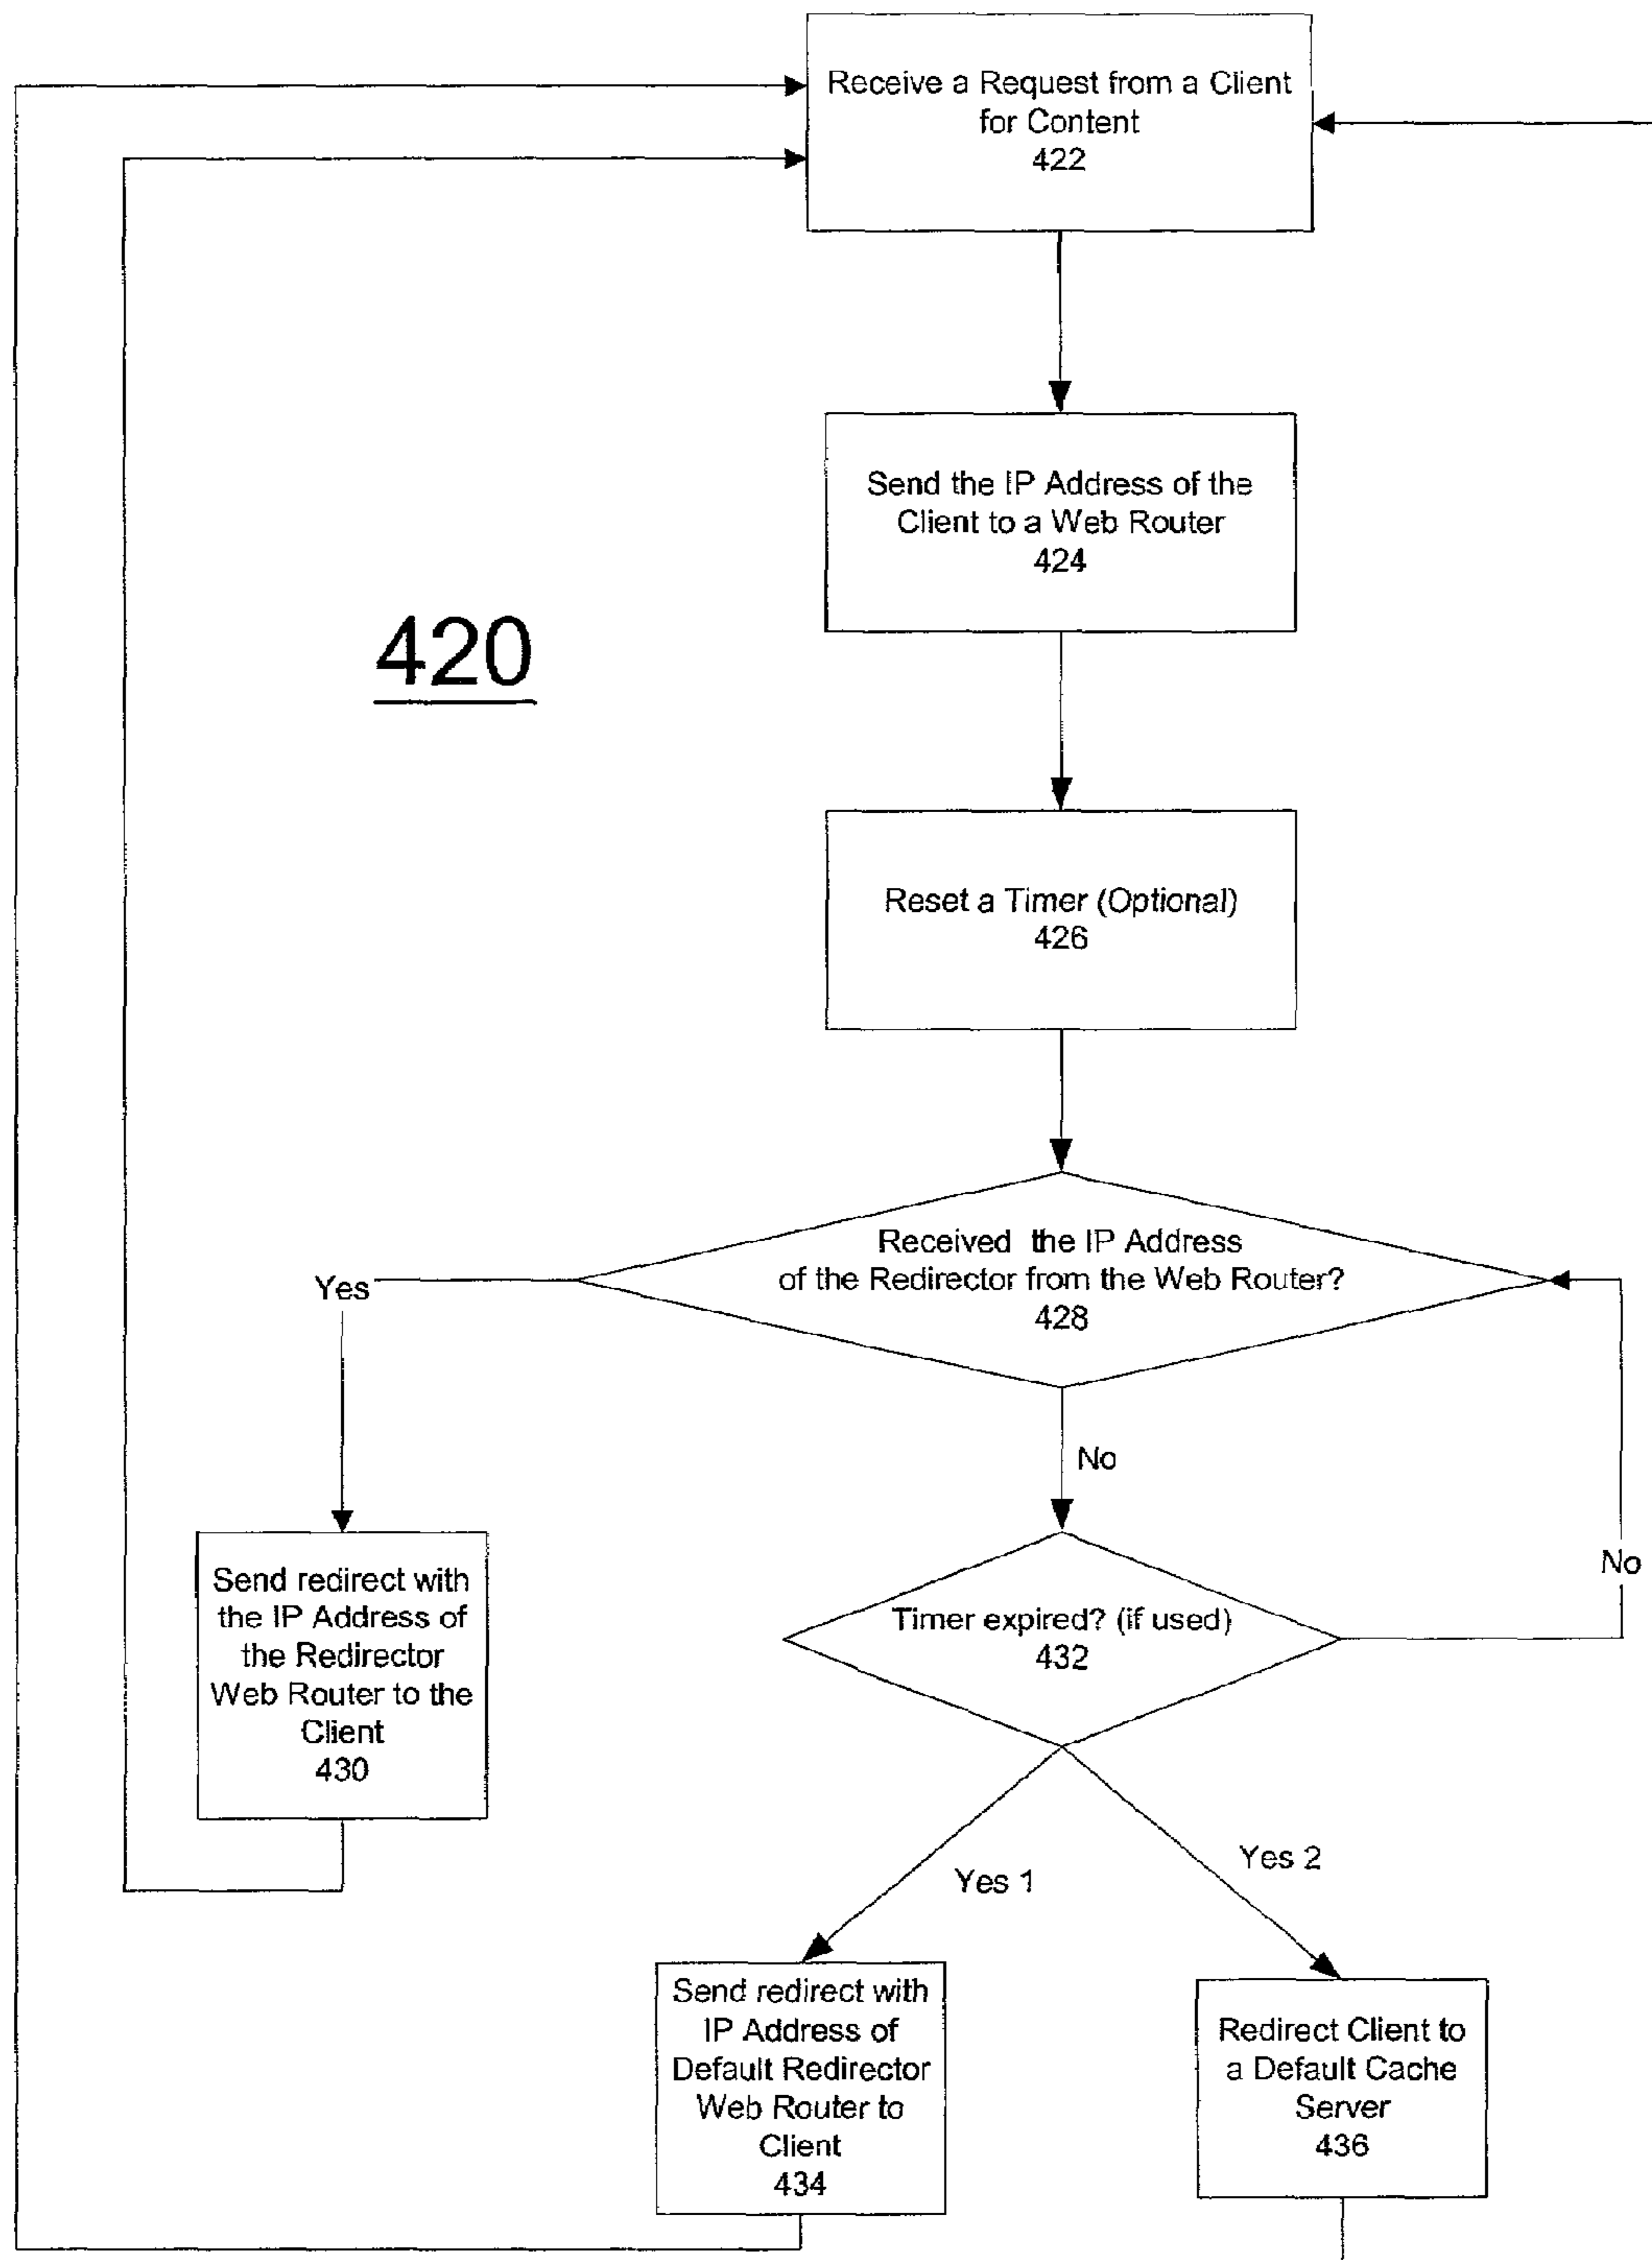 Receive a Request from a Client
for Content
422
Send the IP Address of the
Client to a Web Router
424
420
Reset a Timer (Optional)
426
Received the IP Address
of the Redirector from the Web Router?
428
Yes
No
No
Send redirect with
the IP Address of
the Redirector
Web Router to the
Client
430
Timer expired? (if used)
432
Yes 1
Yes 2
Send redirect with
IP Address of
Default Redirector
Web Router to
Client
434
Redirect Client to
a Default Cache
Server
436